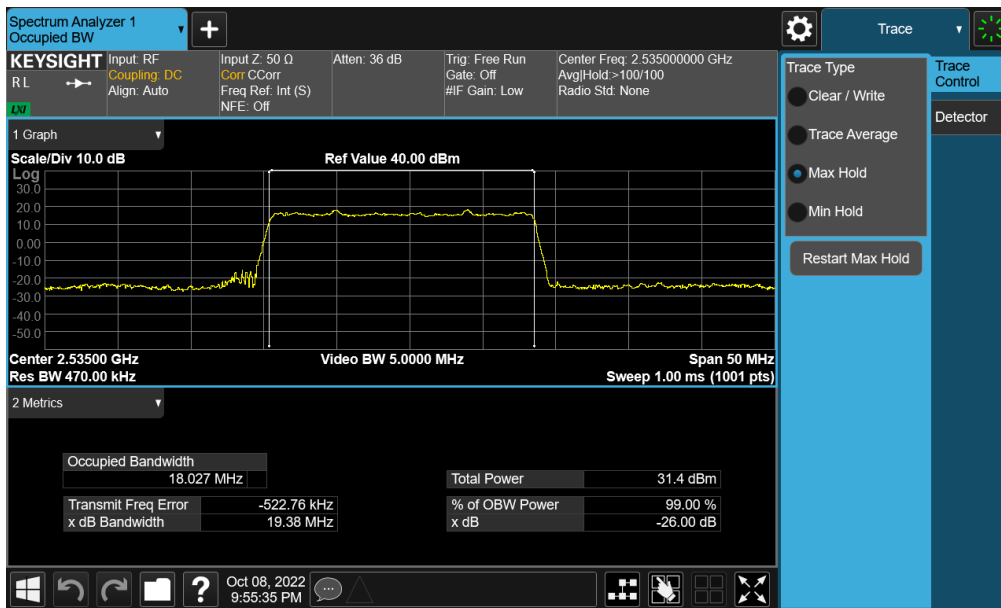 Spectrum Analyzer 1
Occupied BW
+
Trace
KEYSIGHT
R L
LXI
Input: RF
Coupling: DC
Align: Auto
Input Z: 50 Ω
Corr CCorr
Freq Ref: Int (S)
NFE: Off
Atten: 36 dB
Trig: Free Run
Gate: Off
#IF Gain: Low
Center Freq: 2.535000000 GHz
Avg|Hold:>100/100
Radio Std: None
Trace Type
Clear / Write
Trace Average
Max Hold
Min Hold
Restart Max Hold
Trace
Control
Detector
1 Graph
Scale/Div 10.0 dB
Ref Value 40.00 dBm
Log
30.0
20.0
10.0
0.00
-10.0
-20.0
-30.0
-40.0
-50.0
Center 2.53500 GHz
Video BW 5.0000 MHz
Span 50 MHz
Res BW 470.00 kHz
Sweep 1.00 ms (1001 pts)
2 Metrics
Occupied Bandwidth
18.027 MHz
Total Power 31.4 dBm
Transmit Freq Error -522.76 kHz
% of OBW Power 99.00 %
x dB Bandwidth 19.38 MHz
x dB -26.00 dB
?
Oct 08, 2022
9:55:35 PM